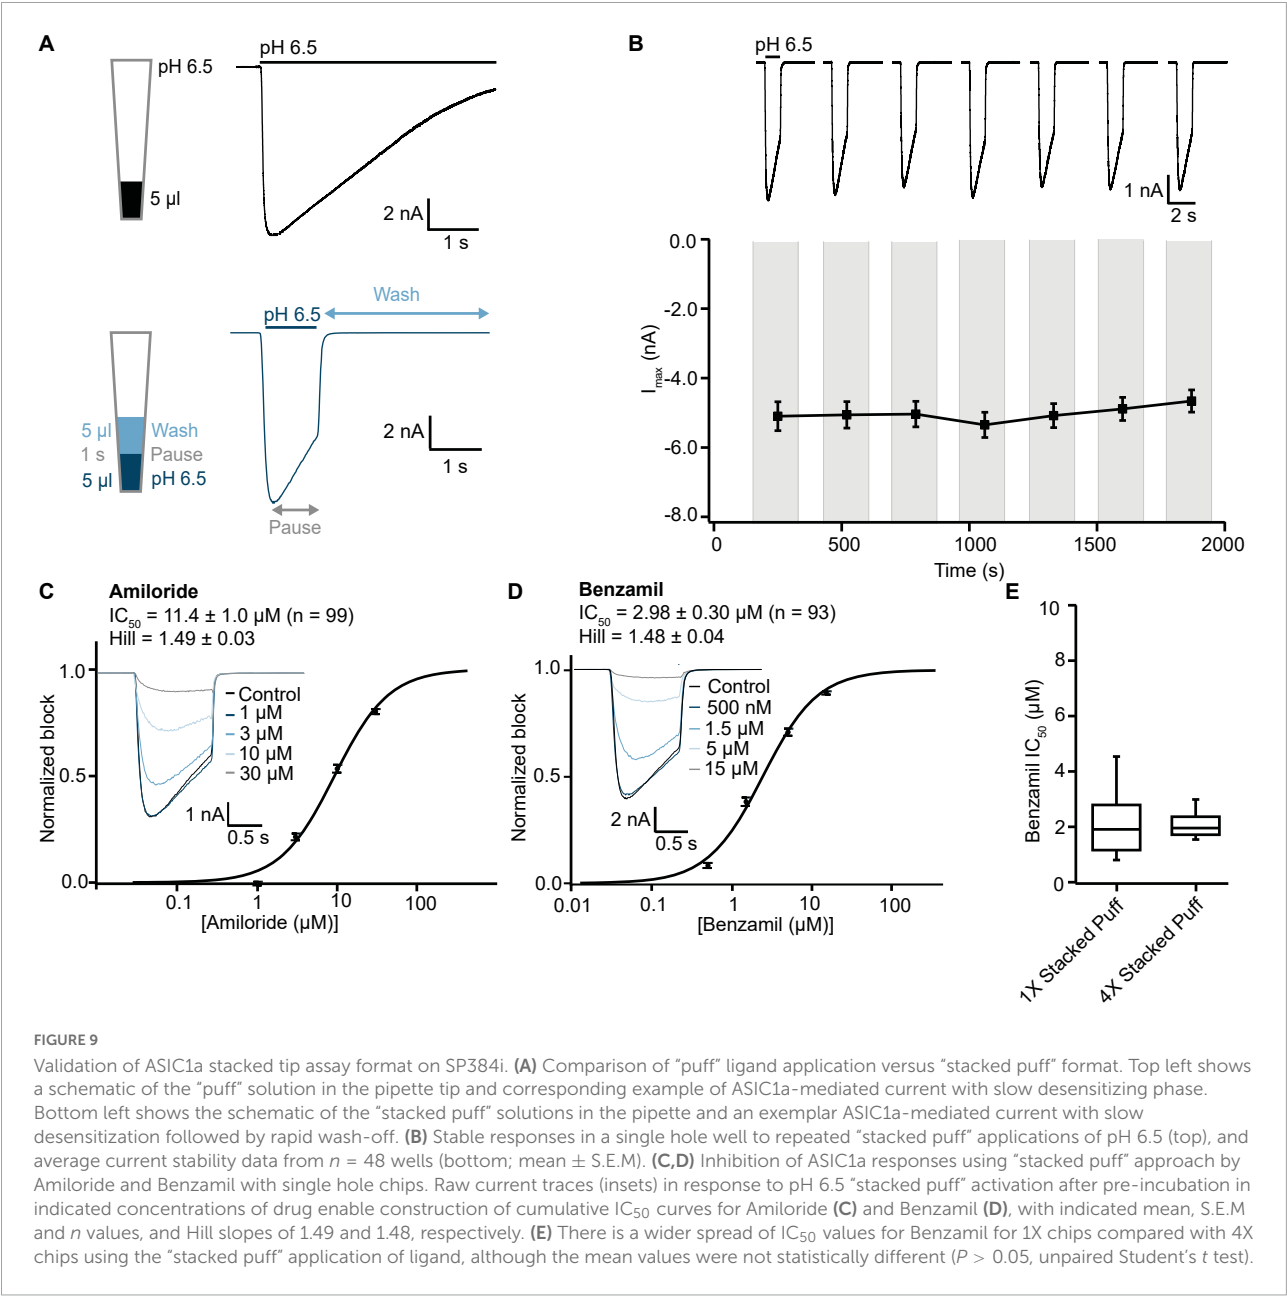 A
pH 6.5
5 µl
pH 6.5
2 nA
1 s
5 µl Wash
1 s Pause
5 µl pH 6.5
pH 6.5
Wash
Pause
2 nA
1 s
B
pH 6.5
1 nA
2 s
0.0
-2.0
-4.0
-6.0
-8.0
Imax (nA)
0 500 1000 1500 2000
Time (s)
C
Amiloride
IC50 = 11.4 ± 1.0 µM (n = 99)
Hill = 1.49 ± 0.03
1.0
0.5
0.0
Normalized block
Control
1 µM
3 µM
10 µM
30 µM
1 nA
0.5 s
0.1 1 10 100
[Amiloride (µM)]
D
Benzamil
IC50 = 2.98 ± 0.30 µM (n = 93)
Hill = 1.48 ± 0.04
1.0
0.5
0.0
Normalized block
Control
500 nM
1.5 µM
5 µM
15 µM
2 nA
0.5 s
0.01 0.1 1 10 100
[Benzamil (µM)]
E
10
8
6
4
2
0
Benzamil IC50 (µM)
1X Stacked Puff
4X Stacked Puff
FIGURE 9
Validation of ASIC1a stacked tip assay format on SP384i. (A) Comparison of “puff” ligand application versus “stacked puff” format. Top left shows
a schematic of the “puff” solution in the pipette tip and corresponding example of ASIC1a-mediated current with slow desensitizing phase.
Bottom left shows the schematic of the “stacked puff” solutions in the pipette and an exemplar ASIC1a-mediated current with slow
desensitization followed by rapid wash-off. (B) Stable responses in a single hole well to repeated “stacked puff” applications of pH 6.5 (top), and
average current stability data from n = 48 wells (bottom; mean ± S.E.M). (C,D) Inhibition of ASIC1a responses using “stacked puff” approach by
Amiloride and Benzamil with single hole chips. Raw current traces (insets) in response to pH 6.5 “stacked puff” activation after pre-incubation in
indicated concentrations of drug enable construction of cumulative IC50 curves for Amiloride (C) and Benzamil (D), with indicated mean, S.E.M
and n values, and Hill slopes of 1.49 and 1.48, respectively. (E) There is a wider spread of IC50 values for Benzamil for 1X chips compared with 4X
chips using the “stacked puff” application of ligand, although the mean values were not statistically different (P > 0.05, unpaired Student’s t test).